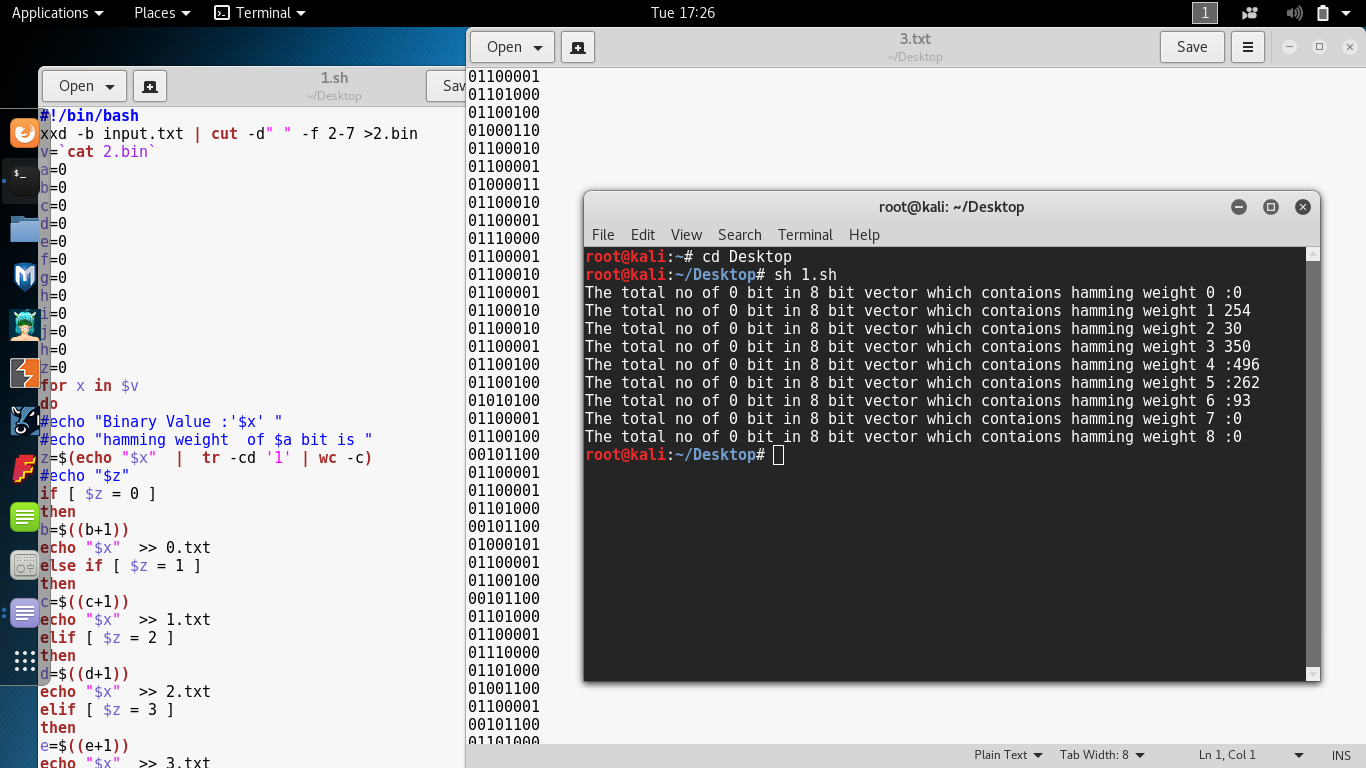 Applications Places Terminal Tue 17:26 1
Open 1.sh Sav
~/Desktop
#!/bin/bash
xxd -b input.txt | cut -d" " -f 2-7 >2.bin
v=`cat 2.bin`
a=0
b=0
c=0
d=0
e=0
f=0
g=0
h=0
i=0
j=0
h=0
z=0
for x in $v
do
#echo "Binary Value :'$x' "
#echo "hamming weight  of $a bit is "
z=$(echo "$x"  |  tr -cd '1' | wc -c)
#echo "$z"
if [ $z = 0 ]
then
b=$((b+1))
echo "$x"  >> 0.txt
else if [ $z = 1 ]
then
c=$((c+1))
echo "$x"  >> 1.txt
elif [ $z = 2 ]
then
d=$((d+1))
echo "$x"  >> 2.txt
elif [ $z = 3 ]
then
e=$((e+1))
echo "$x"  >> 3.txt
Open 3.txt Save
~/Desktop
01100001
01101000
01100100
01000110
01100010
01100001
01000011
01100010
01100001
01110000
01100001
01100010
01100001
01100010
01100010
01100001
01100100
01100100
01010100
01100001
01100100
00101100
01100001
01100001
01101000
00101100
01000101
01100001
01100100
00101100
01101000
01100001
01110000
01101000
01001100
01100001
00101100
01101000
root@kali: ~/Desktop
File Edit View Search Terminal Help
root@kali:~# cd Desktop
root@kali:~/Desktop# sh 1.sh
The total no of 0 bit in 8 bit vector which contaions hamming weight 0 :0
The total no of 0 bit in 8 bit vector which contaions hamming weight 1 254
The total no of 0 bit in 8 bit vector which contaions hamming weight 2 30
The total no of 0 bit in 8 bit vector which contaions hamming weight 3 350
The total no of 0 bit in 8 bit vector which contaions hamming weight 4 :496
The total no of 0 bit in 8 bit vector which contaions hamming weight 5 :262
The total no of 0 bit in 8 bit vector which contaions hamming weight 6 :93
The total no of 0 bit in 8 bit vector which contaions hamming weight 7 :0
The total no of 0 bit in 8 bit vector which contaions hamming weight 8 :0
root@kali:~/Desktop#
Plain Text Tab Width: 8 Ln 1, Col 1 INS